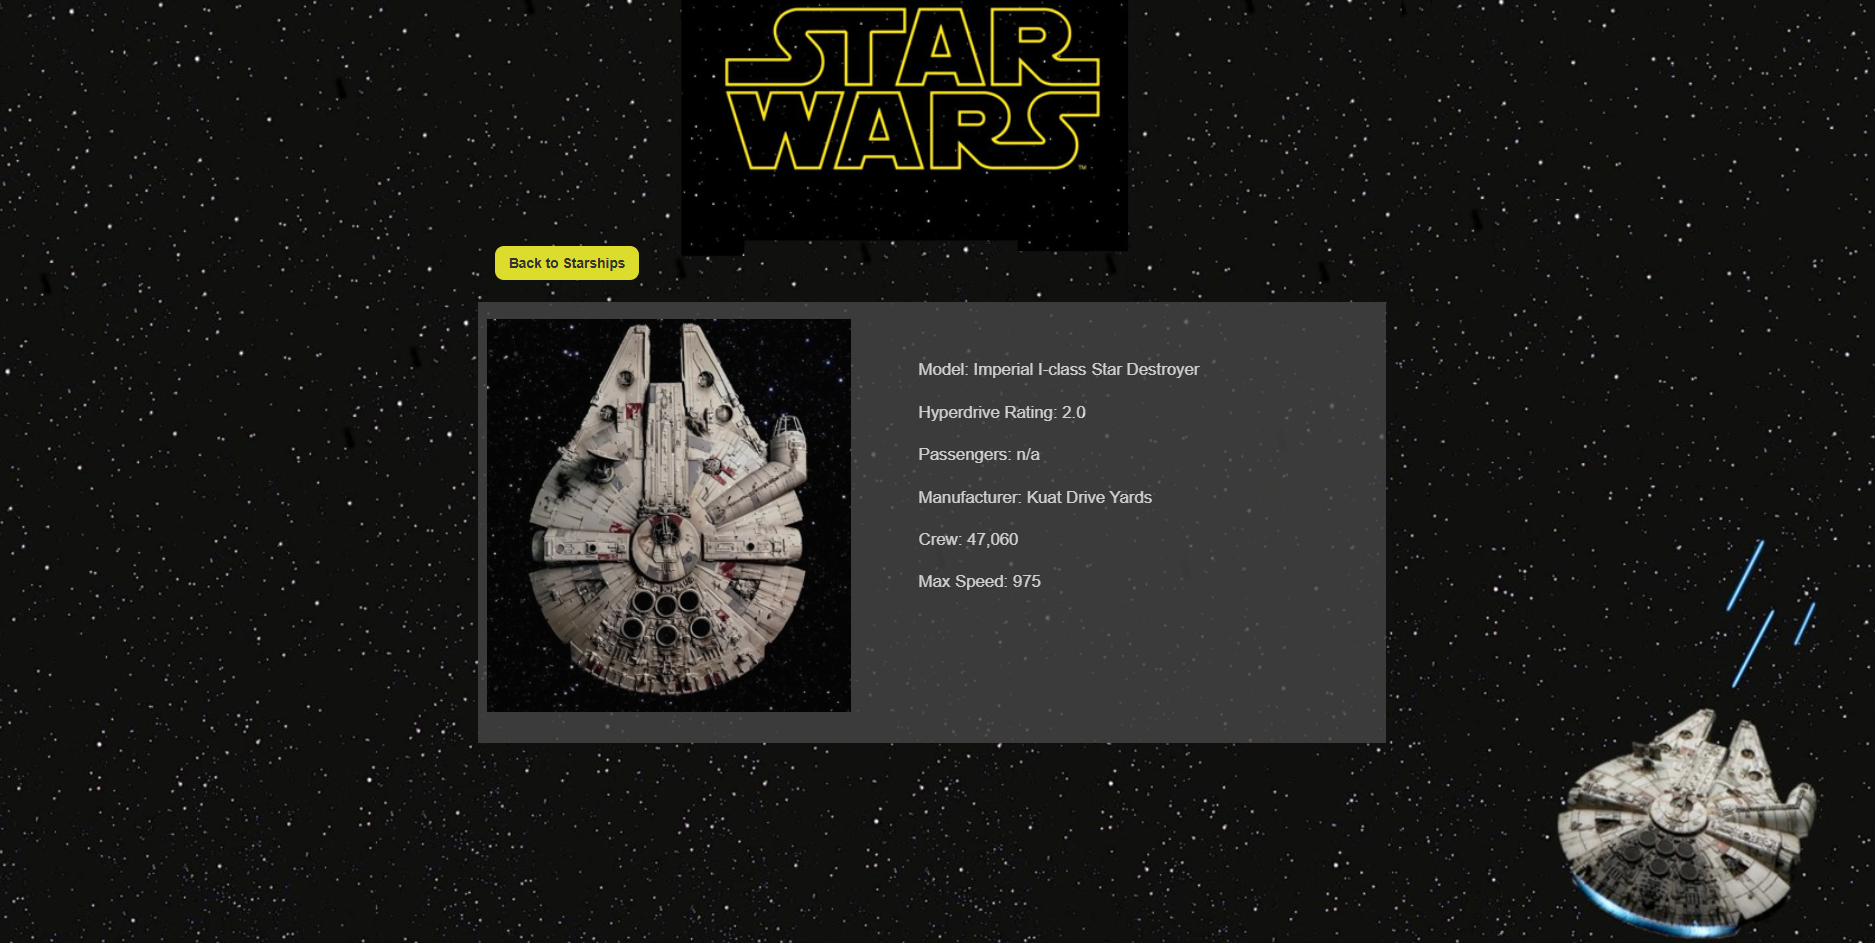 STAR
WARS
TM
Back to Starships
Model: Imperial I-class Star Destroyer
Hyperdrive Rating: 2.0
Passengers: n/a
Manufacturer: Kuat Drive Yards
Crew: 47,060
Max Speed: 975